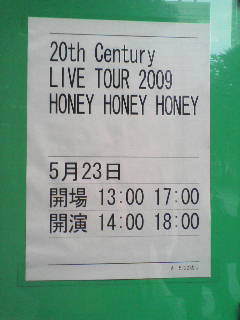 20th Century
LIVE TOUR 2009
HONEY HONEY HONEY
5月23日
開場 13:00 17:00
開演 14:00 18:00